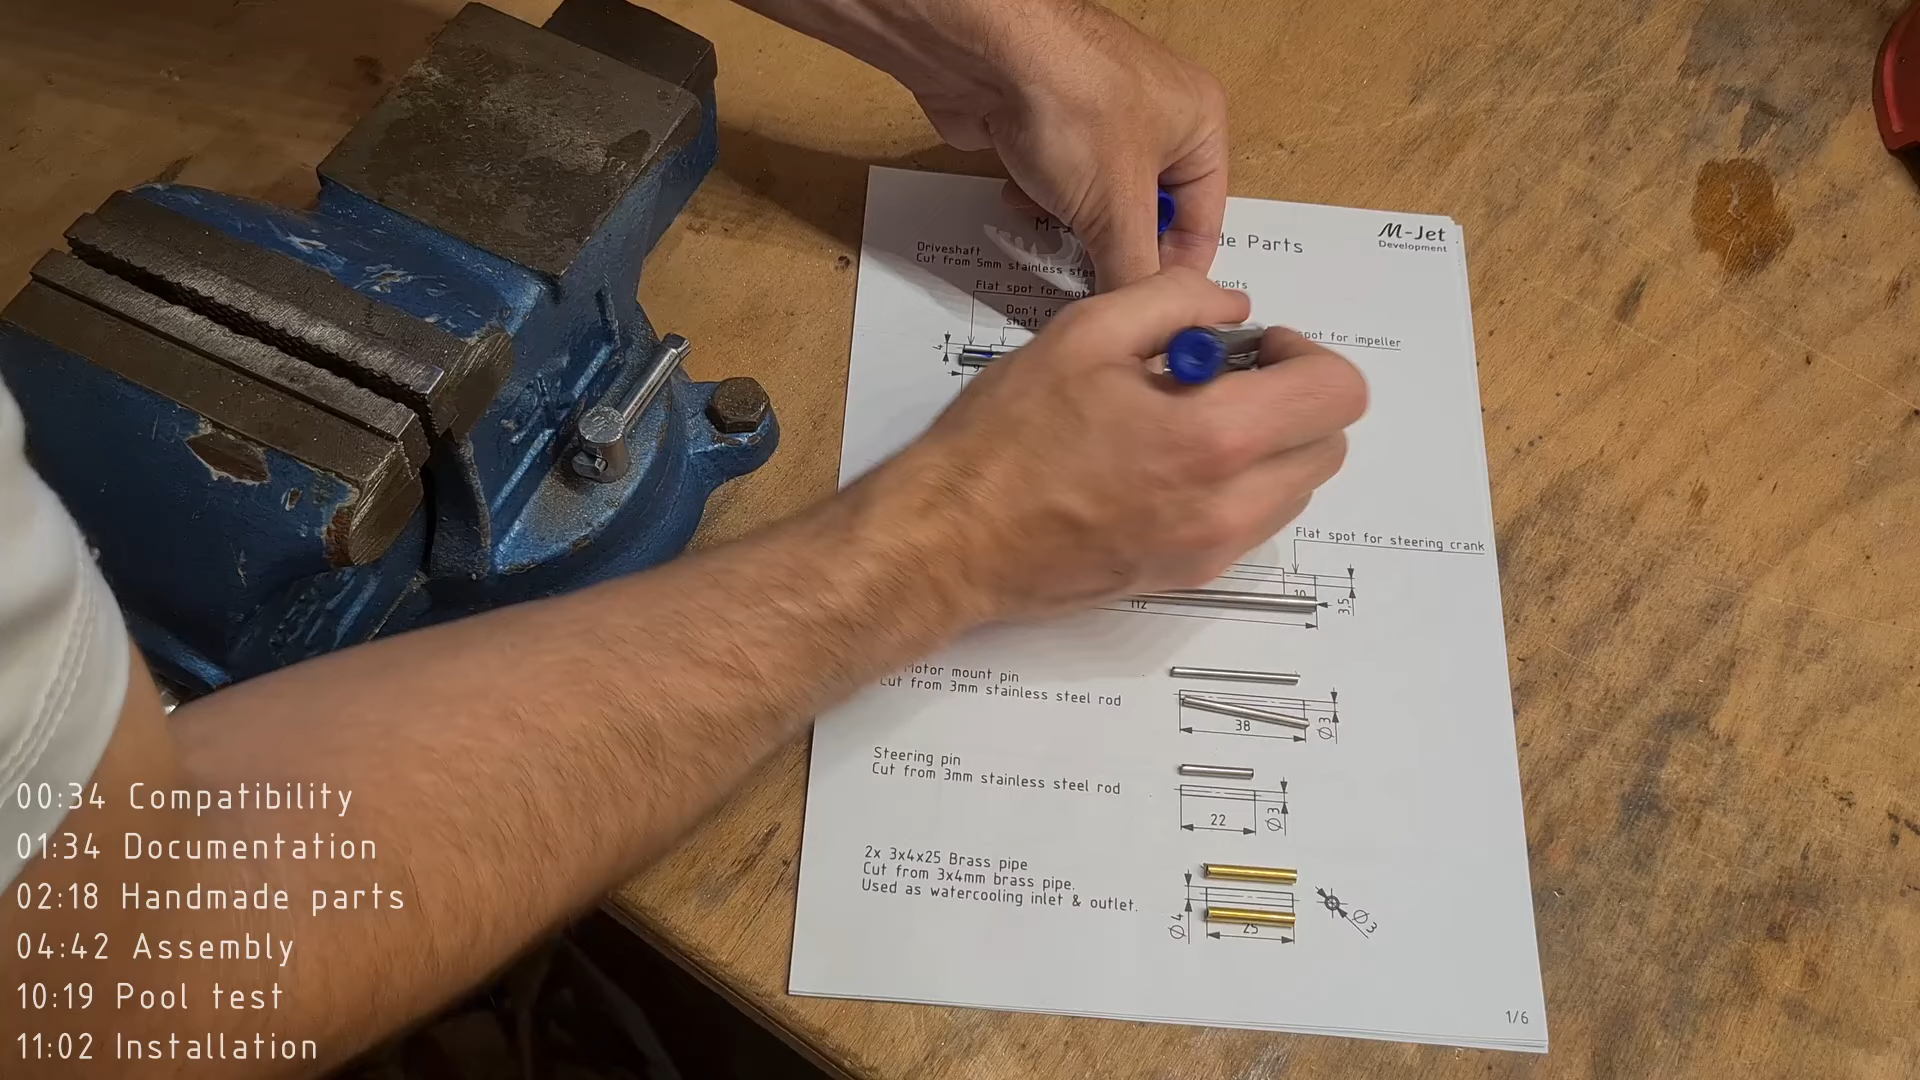 de Parts
M-Jet
Development
Driveshaft
Cut from 5mm stainless
spots
Flat spot for
Don't
shaft
spot for impeller
4
9
Flat spot for steering crank
10
3,5
112
Motor mount pin
Cut from 3mm stainless steel rod
38
Ø3
Steering pin
Cut from 3mm stainless steel rod
22
Ø3
2x 3x4x25 Brass pipe
Cut from 3x4mm brass pipe.
Used as watercooling inlet & outlet.
Ø4
25
Ø3
1/6
00:34 Compatibility
01:34 Documentation
02:18 Handmade parts
04:42 Assembly
10:19 Pool test
11:02 Installation